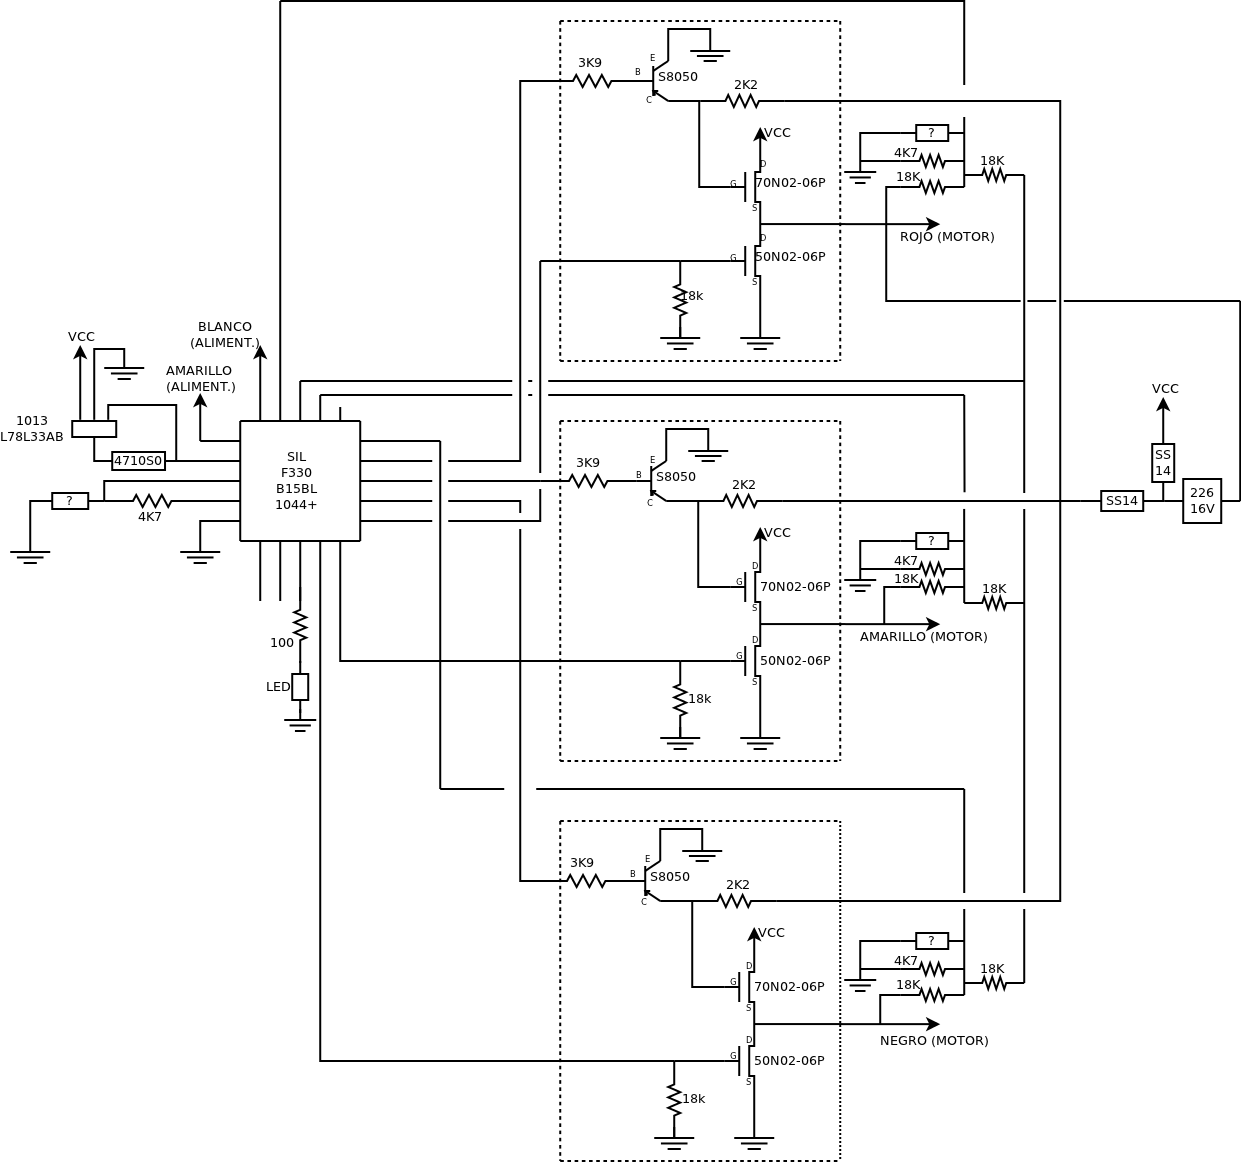 E
3K9
B
S8050
C
2K2
VCC
D
G
70N02-06P
S
?
4K7
18K
18K
ROJO (MOTOR)
D
G
50N02-06P
S
18k
BLANCO
(ALIMENT.)
VCC
AMARILLO
(ALIMENT.)
1013
L78L33AB
4710S0
?
4K7
SIL
F330
B15BL
1044+
100
LED
E
3K9
B
S8050
C
2K2
VCC
D
G
70N02-06P
S
?
4K7
18K
18K
AMARILLO (MOTOR)
D
G
50N02-06P
S
18k
VCC
SS
14
SS14
226
16V
E
3K9
B
S8050
C
2K2
VCC
D
G
70N02-06P
S
?
4K7
18K
18K
NEGRO (MOTOR)
D
G
50N02-06P
S
18k